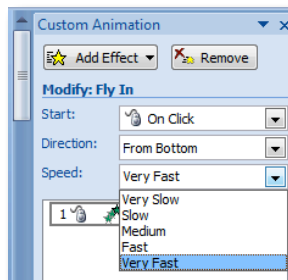 Custom Animation
Add Effect Remove
Modify: Fly In
Start: On Click
Direction: From Bottom
Speed: Very Fast
1
Very Slow
Slow
Medium
Fast
Very Fast